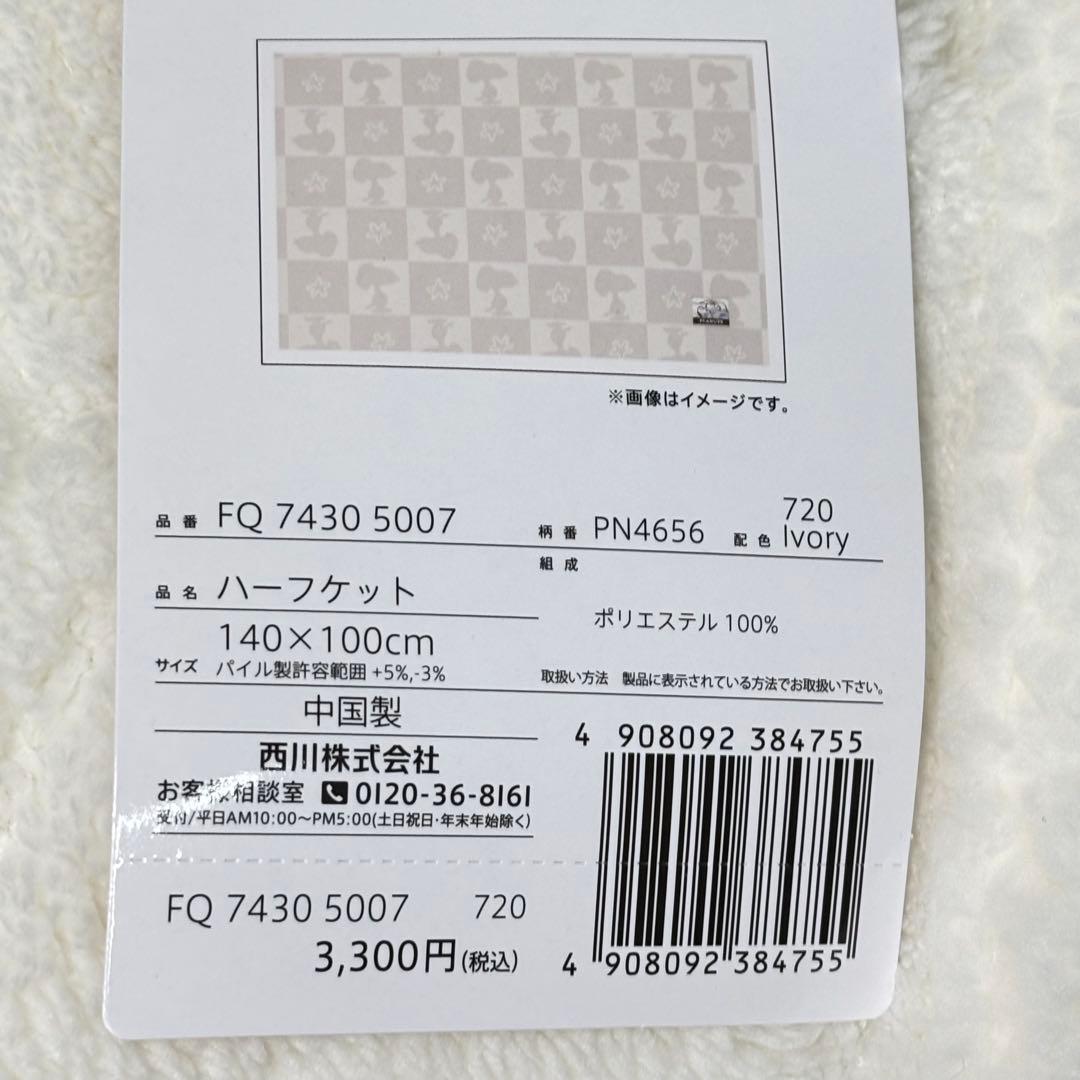 PEANUTS
※画像はイメージです。
品番 FQ 7430 5007
柄番 PN4656 配色 720 Ivory
組成
品名 ハーフケット
ポリエステル 100%
140×100cm
サイズ パイル製許容範囲 +5%,-3%
取扱い方法 製品に表示されている方法でお取扱い下さい。
中国製
西川株式会社
お客様相談室 0120-36-8161
受付/平日AM10:00〜PM5:00(土日祝日・年末年始除く)
4 908092 384755
FQ 7430 5007 720
3,300円(税込)
4 908092 384755